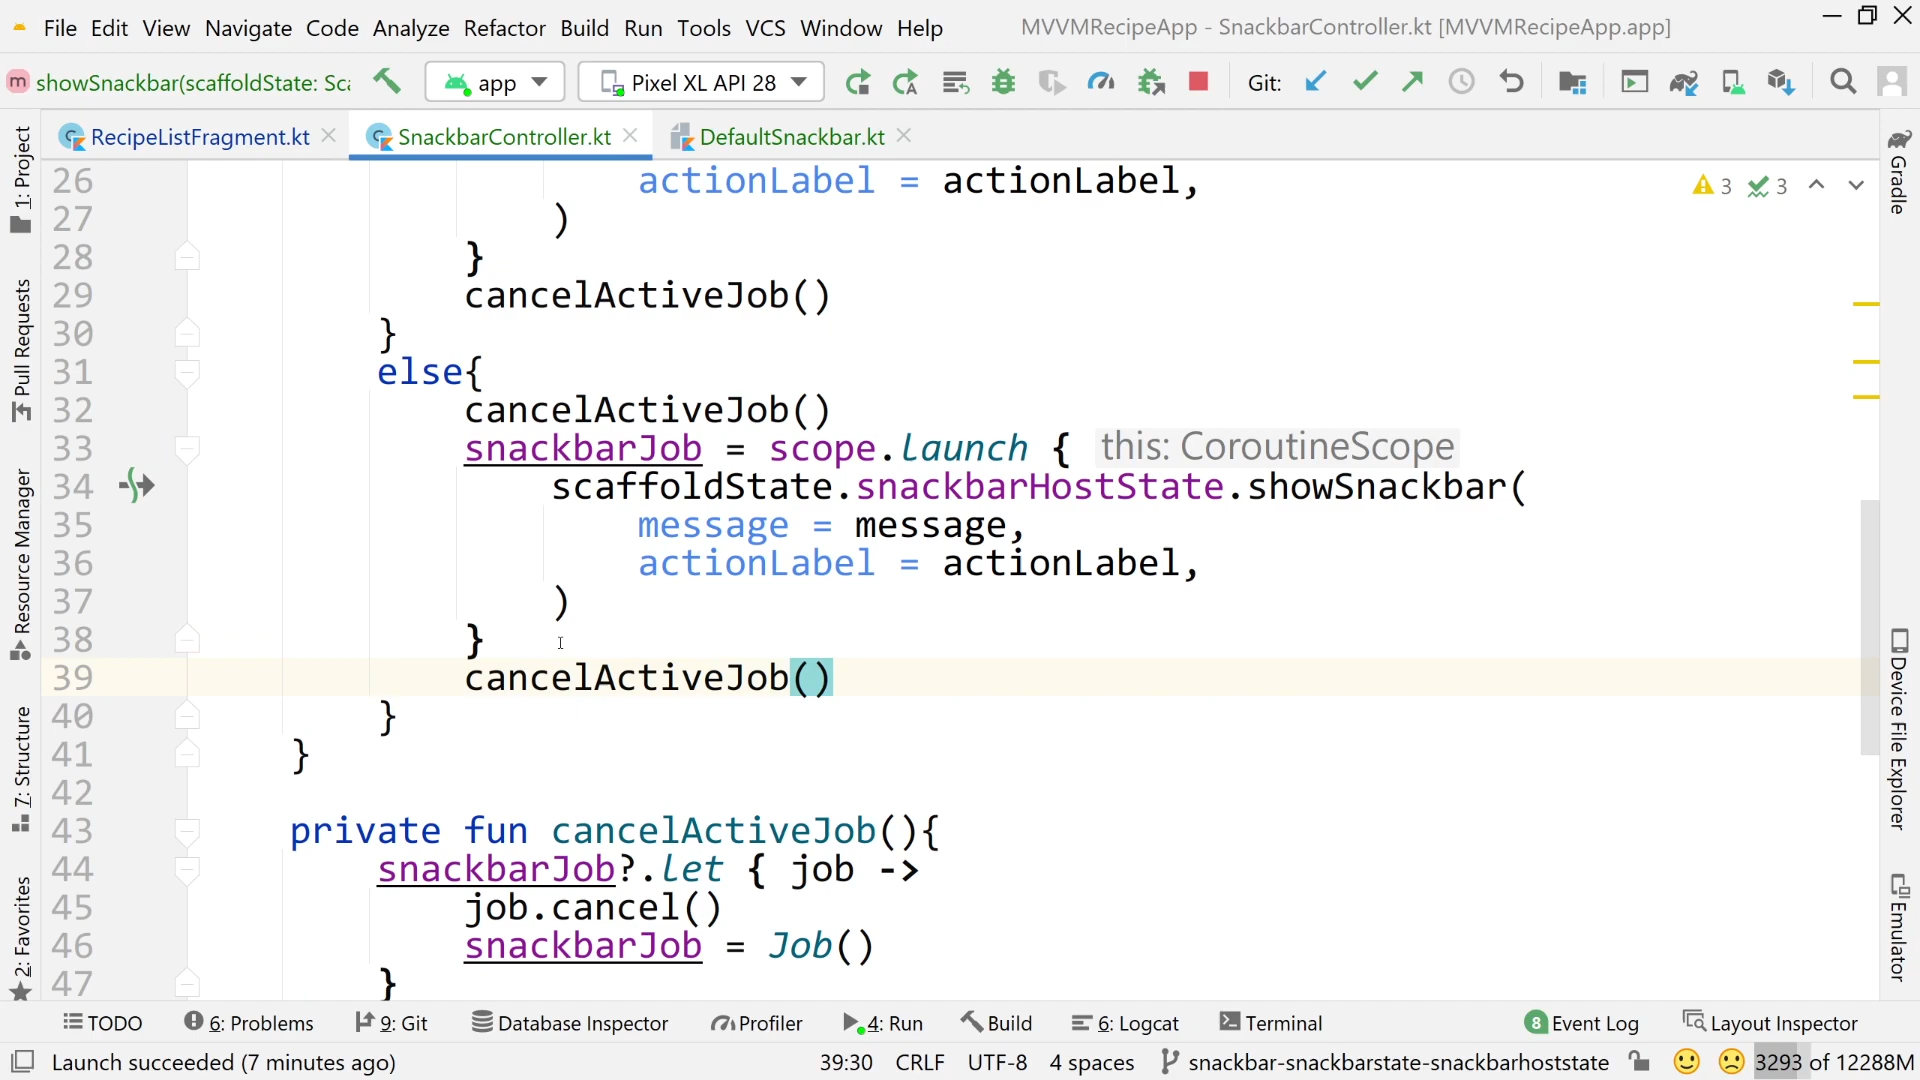 File Edit View Navigate Code Analyze Refactor Build Run Tools VCS Window Help MVVMRecipeApp - SnackbarController.kt [MVVMRecipeApp.app]
m showSnackbar(scaffoldState: Sca app Pixel XL API 28 Git:
RecipeListFragment.kt SnackbarController.kt DefaultSnackbar.kt
1: Project
Pull Requests
Resource Manager
7: Structure
2: Favorites
26 actionLabel = actionLabel,
27 )
28 }
29 cancelActiveJob()
30 }
31 else{
32 cancelActiveJob()
33 snackbarJob = scope.launch { this: CoroutineScope
34 scaffoldState.snackbarHostState.showSnackbar(
35 message = message,
36 actionLabel = actionLabel,
37 )
38 }
39 cancelActiveJob()
40 }
41 }
42
43 private fun cancelActiveJob(){
44 snackbarJob?.let { job ->
45 job.cancel()
46 snackbarJob = Job()
47 }
3 3
Gradle
Device File Explorer
Emulator
TODO 6: Problems 9: Git Database Inspector Profiler 4: Run Build 6: Logcat Terminal 8 Event Log Layout Inspector
Launch succeeded (7 minutes ago) 39:30 CRLF UTF-8 4 spaces snackbar-snackbarstate-snackbarhoststate 3293 of 12288M